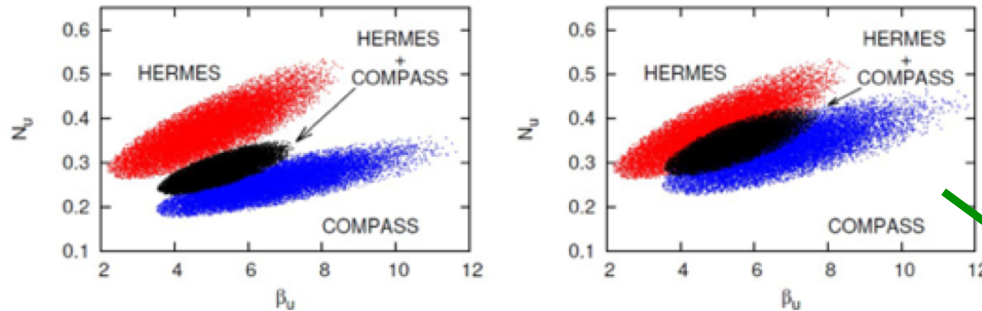 0.6
0.5
0.4
0.3
0.2
0.1
N_u
HERMES
HERMES
+
COMPASS
COMPASS
2 4 6 8 10 12
β_u
0.6
0.5
0.4
0.3
0.2
0.1
N_u
HERMES
HERMES
+
COMPASS
COMPASS
2 4 6 8 10 12
β_u